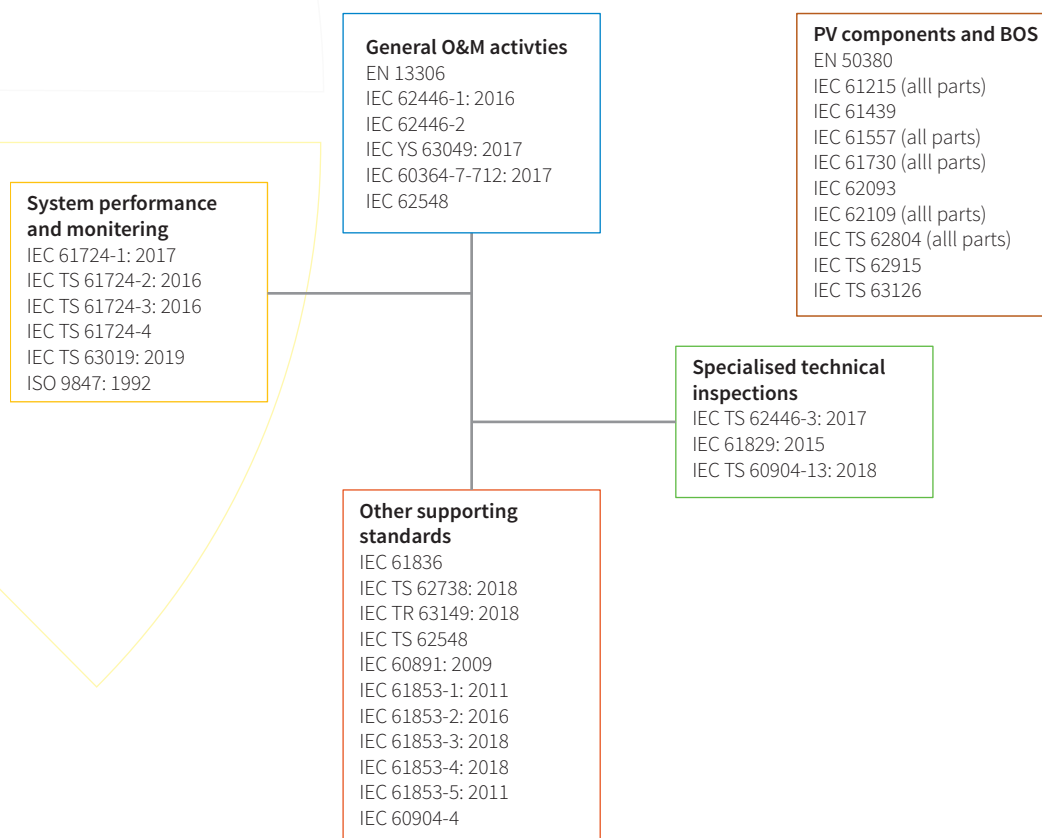 General O&M activties
EN 13306
IEC 62446-1: 2016
IEC 62446-2
IEC YS 63049: 2017
IEC 60364-7-712: 2017
IEC 62548
PV components and BOS
EN 50380
IEC 61215 (alll parts)
IEC 61439
IEC 61557 (all parts)
IEC 61730 (alll parts)
IEC 62093
IEC 62109 (alll parts)
IEC TS 62804 (alll parts)
IEC TS 62915
IEC TS 63126
System performance
and monitering
IEC 61724-1: 2017
IEC TS 61724-2: 2016
IEC TS 61724-3: 2016
IEC TS 61724-4
IEC TS 63019: 2019
ISO 9847: 1992
Specialised technical
inspections
IEC TS 62446-3: 2017
IEC 61829: 2015
IEC TS 60904-13: 2018
Other supporting
standards
IEC 61836
IEC TS 62738: 2018
IEC TR 63149: 2018
IEC TS 62548
IEC 60891: 2009
IEC 61853-1: 2011
IEC 61853-2: 2016
IEC 61853-3: 2018
IEC 61853-4: 2018
IEC 61853-5: 2011
IEC 60904-4